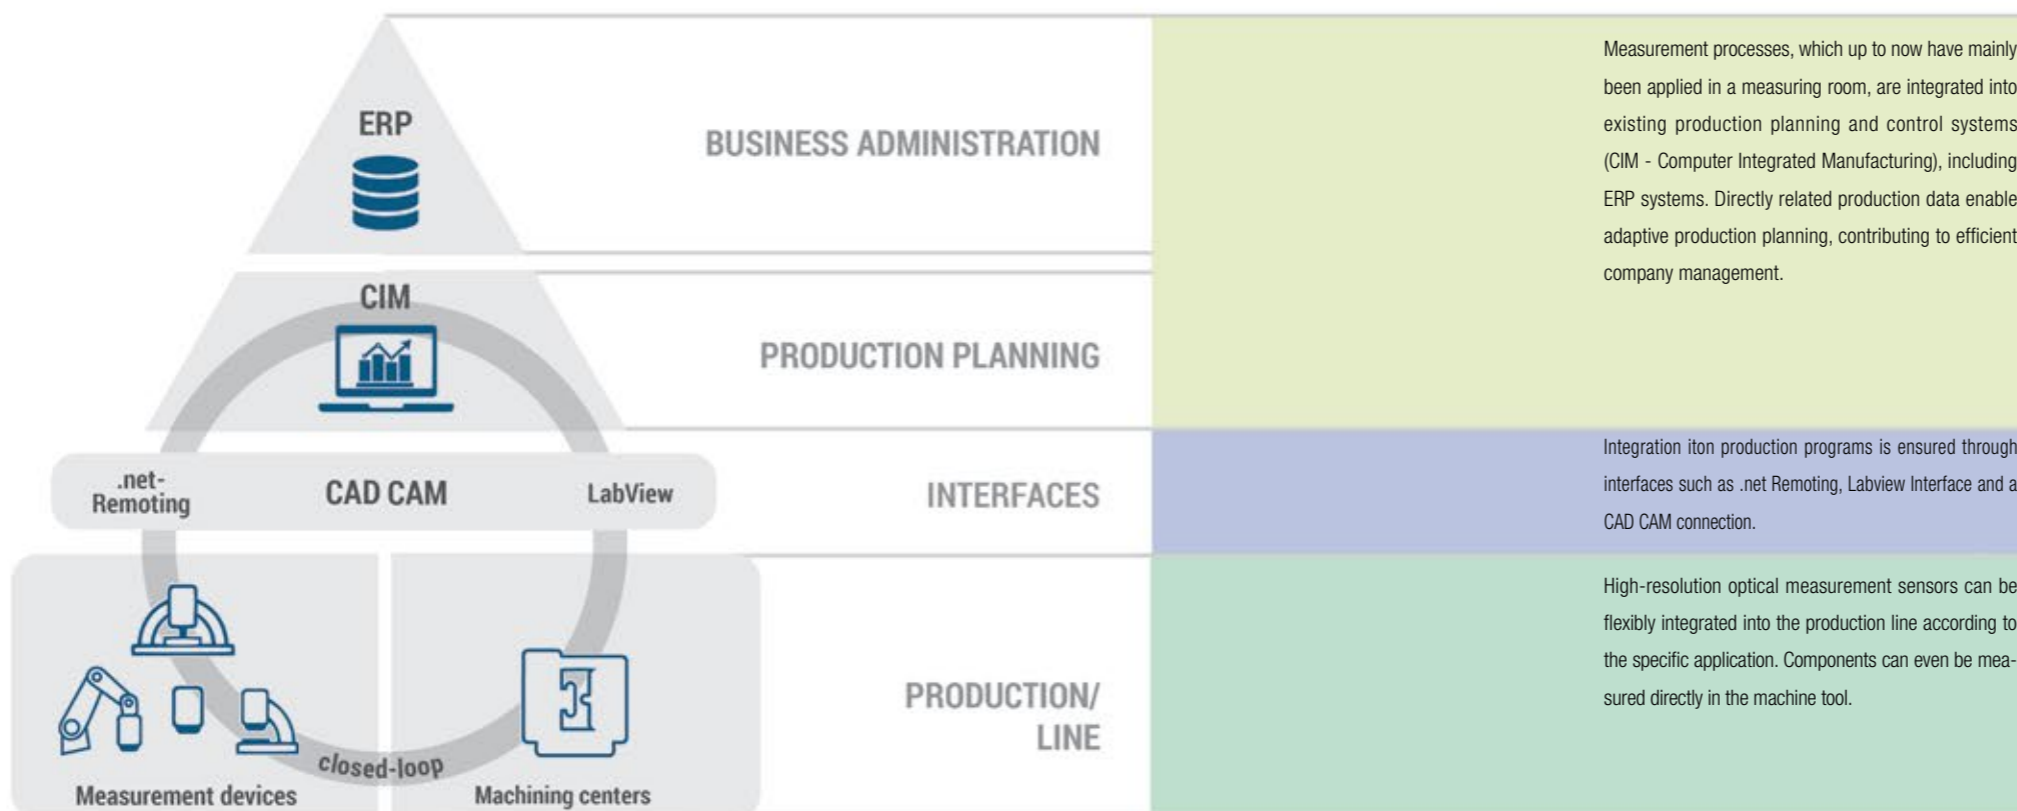 ERP
BUSINESS ADMINISTRATION
Measurement processes, which up to now have mainly
been applied in a measuring room, are integrated into
existing production planning and control systems
(CIM - Computer Integrated Manufacturing), including
ERP systems. Directly related production data enable
adaptive production planning, contributing to efficient
company management.
CIM
PRODUCTION PLANNING
.net-
Remoting
CAD CAM
LabView
INTERFACES
Integration iton production programs is ensured through
interfaces such as .net Remoting, Labview Interface and a
CAD CAM connection.
High-resolution optical measurement sensors can be
flexibly integrated into the production line according to
the specific application. Components can even be mea-
sured directly in the machine tool.
PRODUCTION/
LINE
closed-loop
Measurement devices
Machining centers